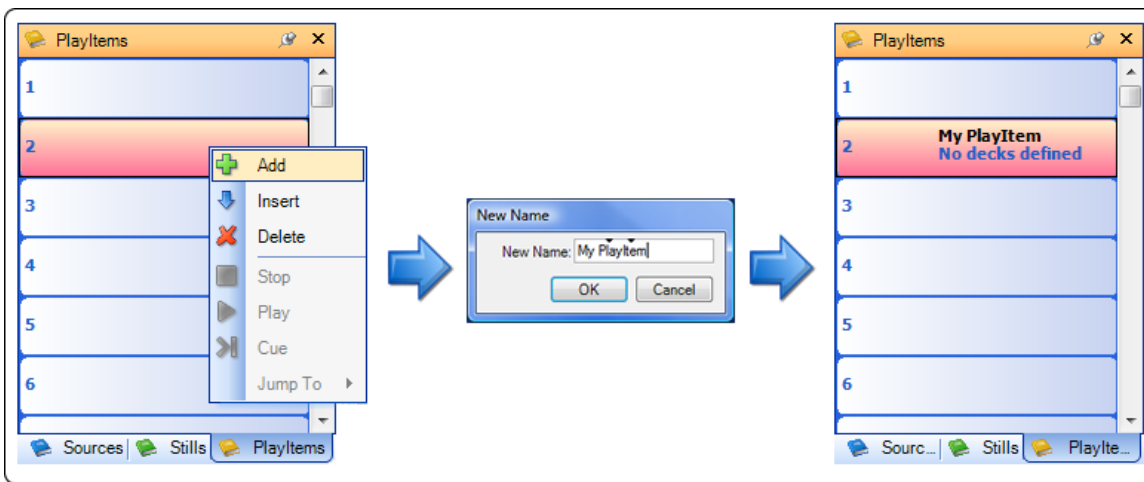 PlayItems
1
2
3
4
5
6
Add
Insert
Delete
Stop
Play
Cue
Jump To
Sources Stills PlayItems
New Name
New Name: My PlayItem
OK Cancel
PlayItems
1
2 My PlayItem
No decks defined
3
4
5
6
Sourc... Stills PlayIte...